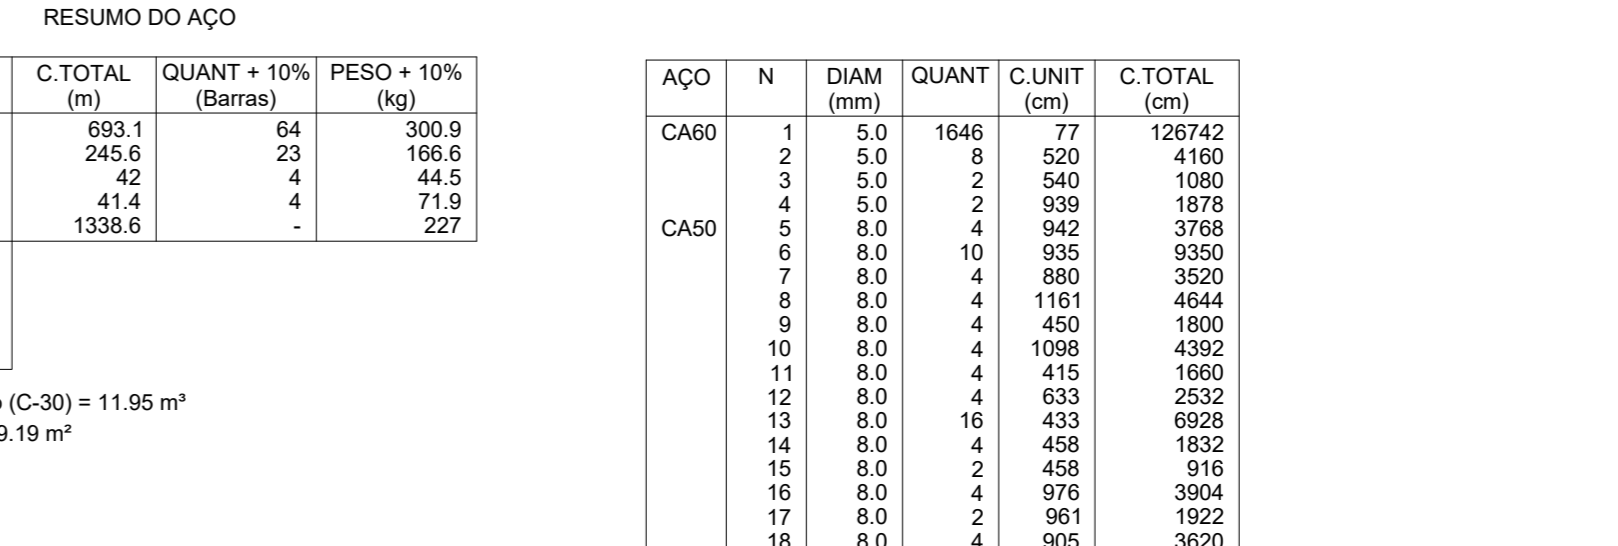 RESUMO DO AÇO
C.TOTAL QUANT + 10% PESO + 10%
(m) (Barras) (kg)
693.1 64 300.9
245.6 23 166.6
42 4 44.5
41.4 4 71.9
1338.6 - 227
(C-30) = 11.95 m³
9.19 m²
AÇO N DIAM QUANT C.UNIT C.TOTAL
(mm) (cm) (cm)
CA60 1 5.0 1646 77 126742
2 5.0 8 520 4160
3 5.0 2 540 1080
4 5.0 2 939 1878
CA50 5 8.0 4 942 3768
6 8.0 10 935 9350
7 8.0 4 880 3520
8 8.0 4 1161 4644
9 8.0 4 450 1800
10 8.0 4 1098 4392
11 8.0 4 415 1660
12 8.0 4 633 2532
13 8.0 16 433 6928
14 8.0 4 458 1832
15 8.0 2 458 916
16 8.0 4 976 3904
17 8.0 2 961 1922
18 8.0 4 905 3620